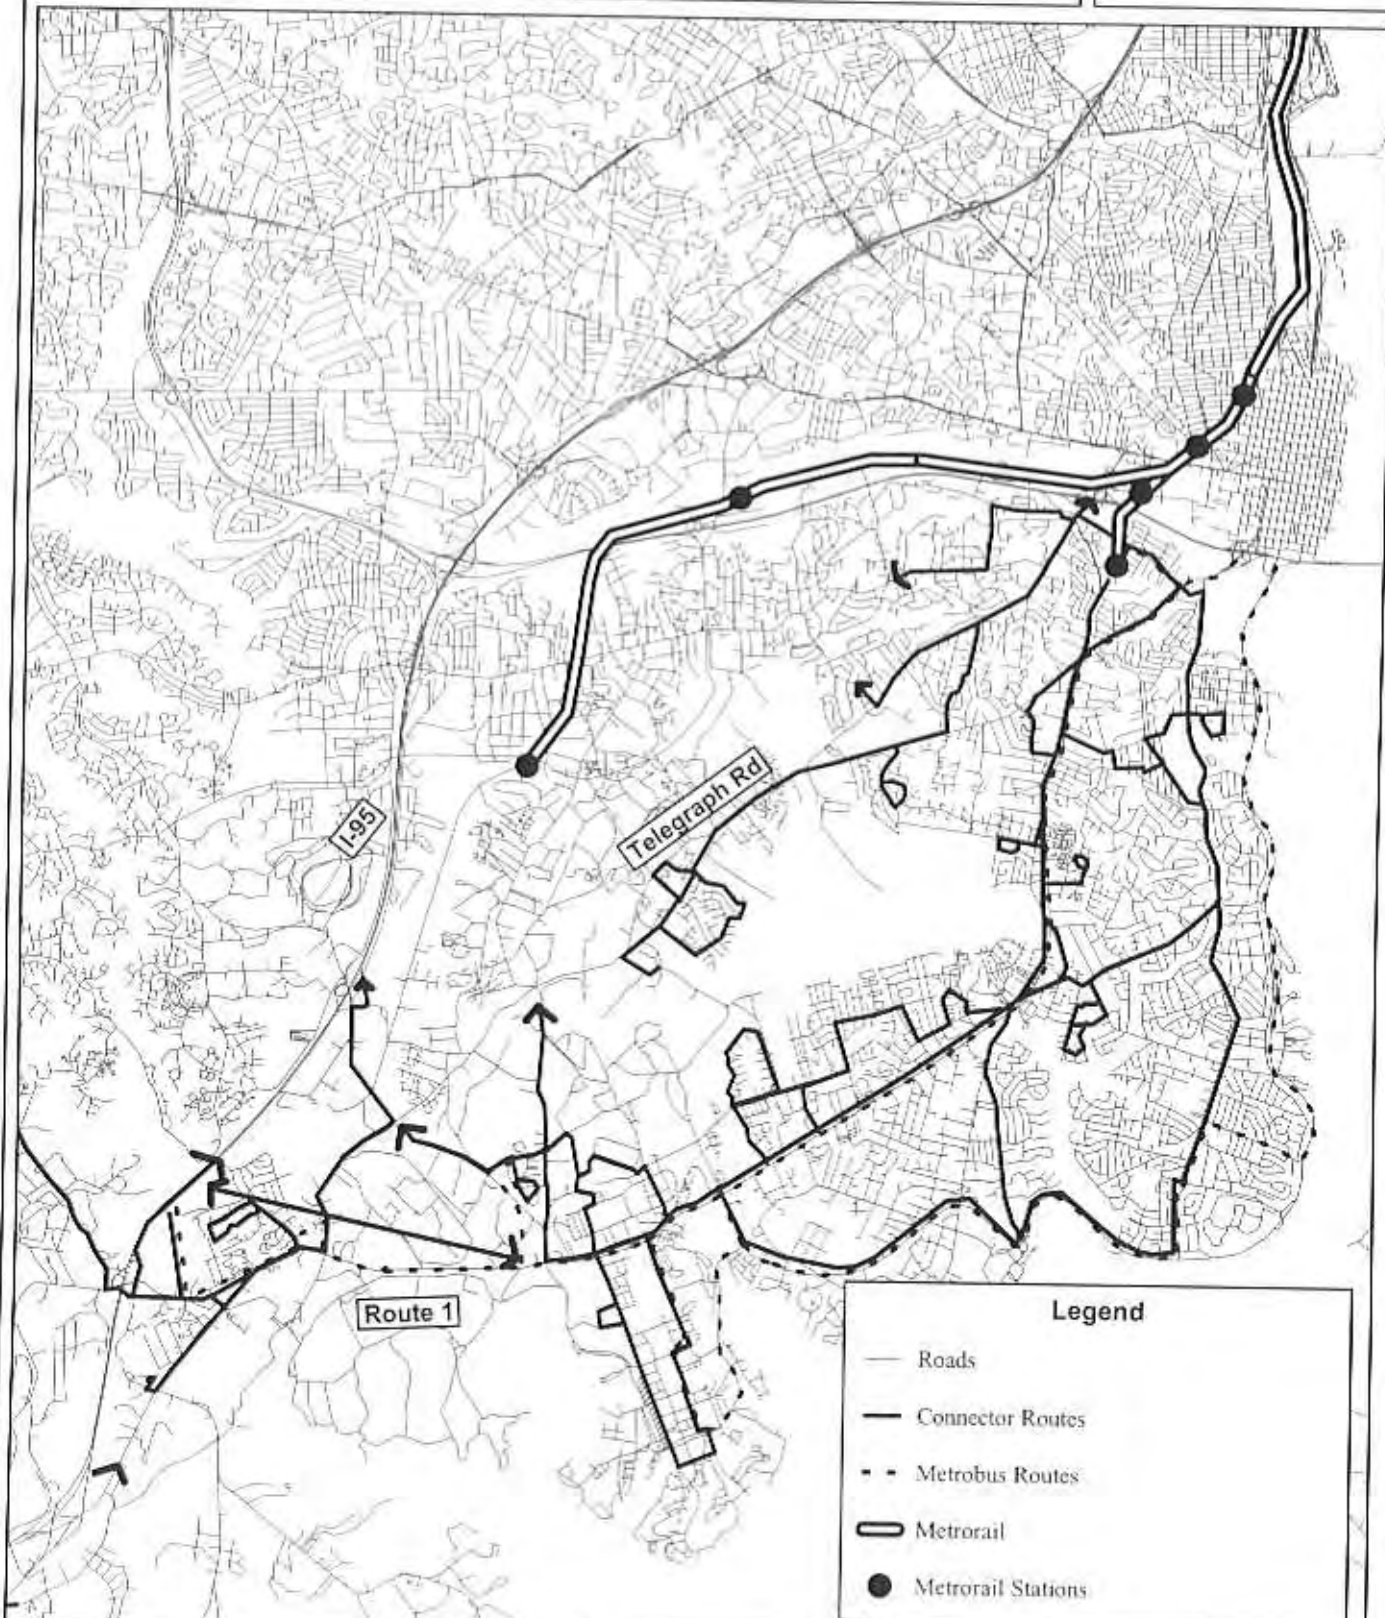 I-95
Telegraph Rd
Route 1
Legend
Roads
Connector Routes
Metrobus Routes
Metrorail
Metrorail Stations